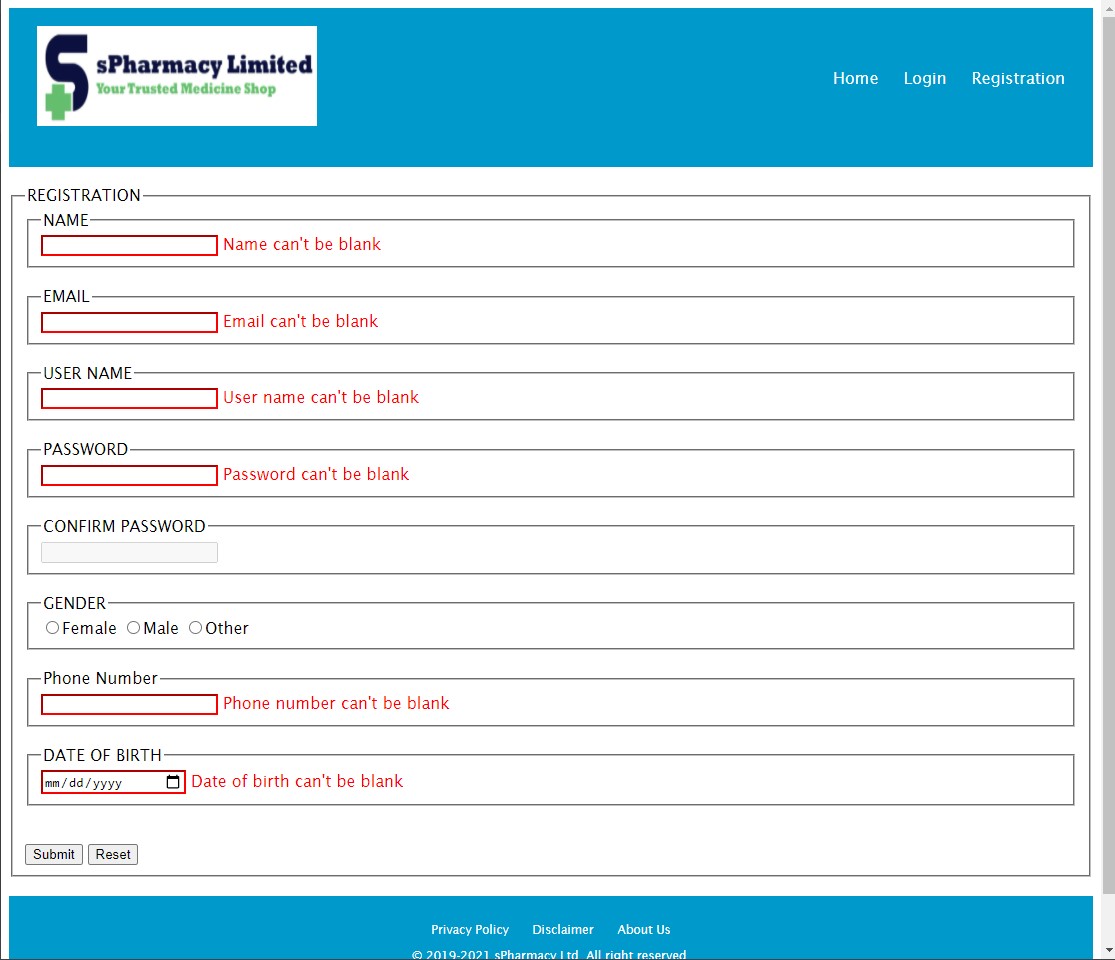 sPharmacy Limited
Your Trusted Medicine Shop
Home Login Registration
REGISTRATION
NAME
Name can't be blank
EMAIL
Email can't be blank
USER NAME
User name can't be blank
PASSWORD
Password can't be blank
CONFIRM PASSWORD
GENDER
Female Male Other
Phone Number
Phone number can't be blank
DATE OF BIRTH
mm/dd/yyyy Date of birth can't be blank
Submit Reset
Privacy Policy Disclaimer About Us
© 2019-2021 sPharmacy Ltd. All right reserved